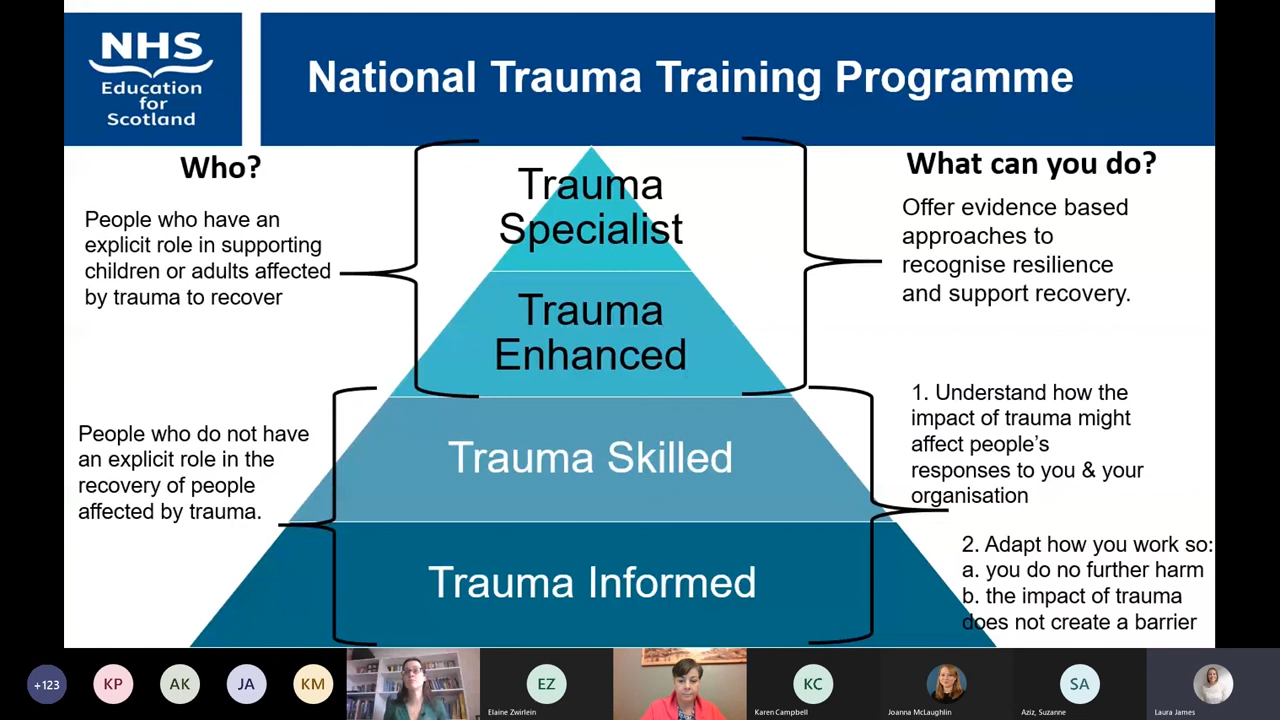 NHS
Education
for
Scotland
National Trauma Training Programme
Who?
People who have an
explicit role in supporting
children or adults affected
by trauma to recover
People who do not have
an explicit role in the
recovery of people
affected by trauma.
Trauma
Specialist
Trauma
Enhanced
Trauma Skilled
Trauma Informed
What can you do?
Offer evidence based
approaches to
recognise resilience
and support recovery.
1. Understand how the
impact of trauma might
affect people’s
responses to you & your
organisation
2. Adapt how you work so:
a. you do no further harm
b. the impact of trauma
does not create a barrier
+123
KP
AK
JA
KM
EZ
Elaine Zwirlein
KC
Karen Campbell
Joanna McLaughlin
SA
Aziz, Suzanne
Laura James